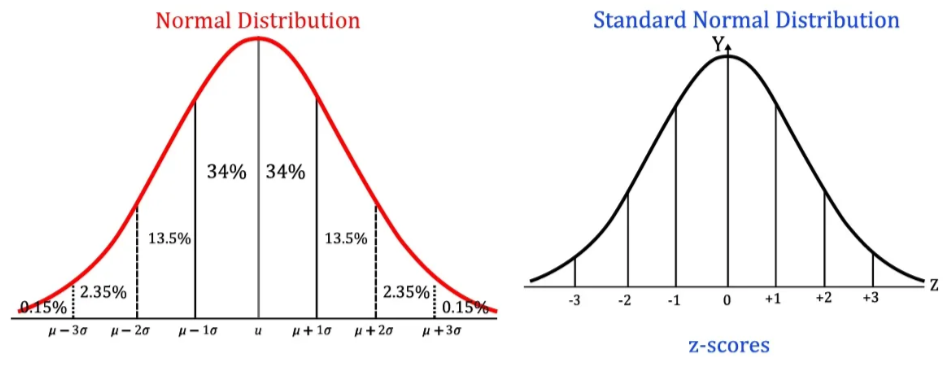 Normal Distribution
34% 34%
13.5% 13.5%
2.35% 2.35%
0.15% 0.15%
μ − 3σ μ − 2σ μ − 1σ u μ + 1σ μ + 2σ μ + 3σ
Standard Normal Distribution
Y
Z
-3 -2 -1 0 +1 +2 +3
z-scores